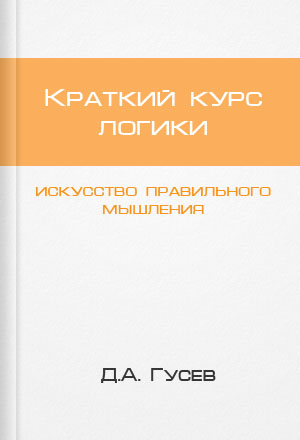 Краткий курс
логики
искусство правильного
мышления
Д.А. Гусев